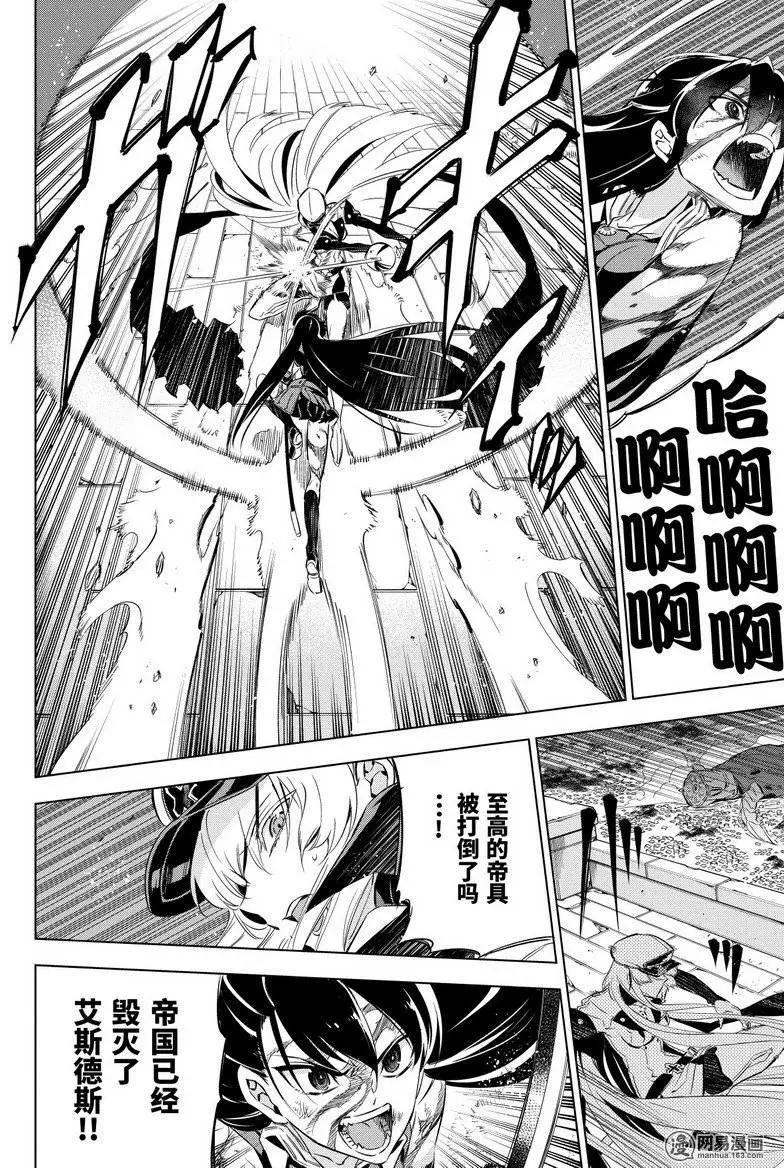 哈啊啊啊
啊啊啊
ガギィ
至高的帝具
被打倒了吗
…！
帝国已经
毁灭了
艾斯德斯!!
网易漫画
manhua.163.com